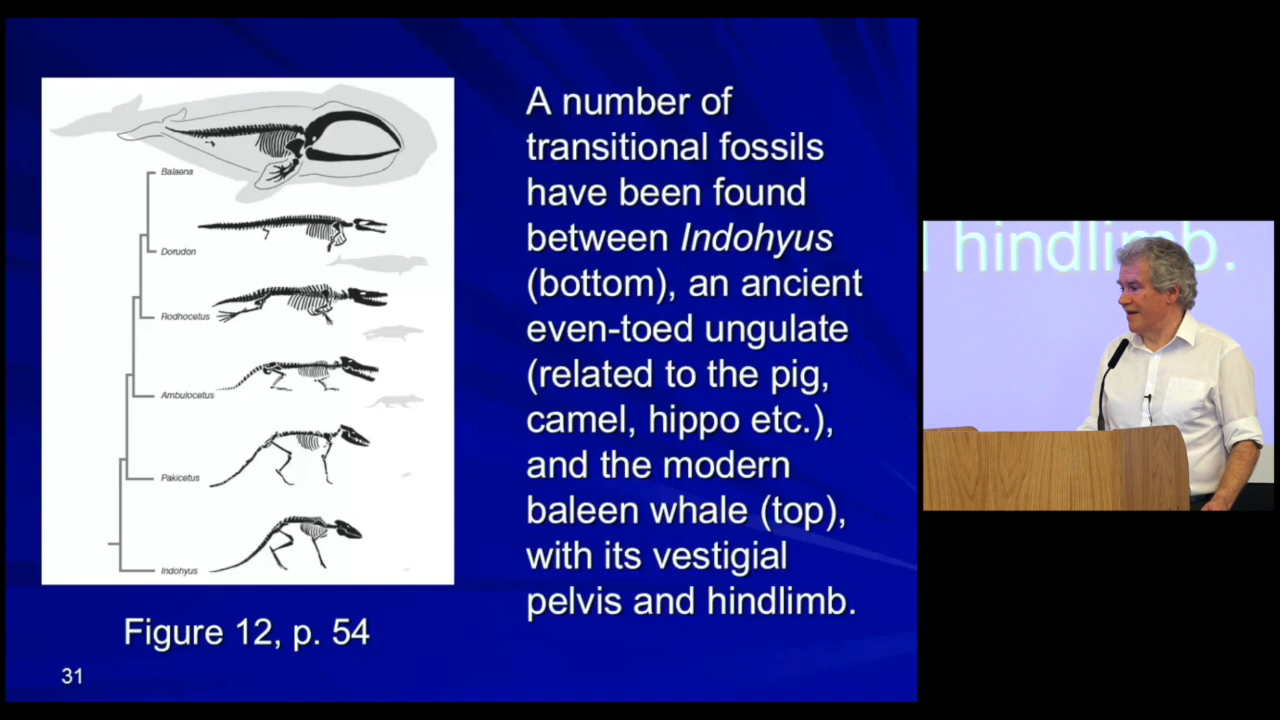 Balaena
Dorudon
Rodhocetus
Ambulocetus
Pakicetus
Indohyus
Figure 12, p. 54
31
A number of
transitional fossils
have been found
between Indohyus
(bottom), an ancient
even-toed ungulate
(related to the pig,
camel, hippo etc.),
and the modern
baleen whale (top),
with its vestigial
pelvis and hindlimb.
hindlimb.